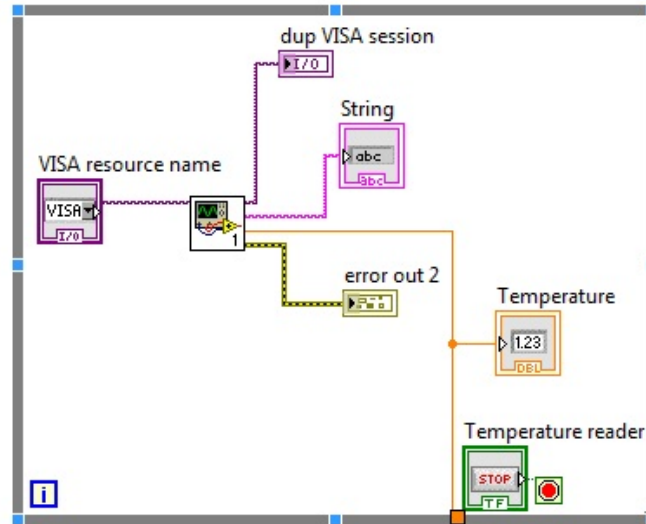 dup VISA session
I/O
String
abc
abc
VISA resource name
VISA
I/O
1
error out 2
Temperature
1.23
DBL
Temperature reader
STOP
TF
i